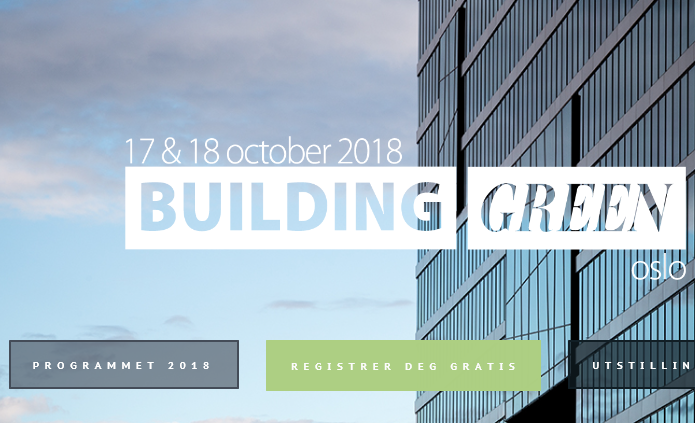 17 & 18 october 2018
BUILDING GREEN
oslo
PROGRAMMET 2018
REGISTRER DEG GRATIS
UTSTILLIN